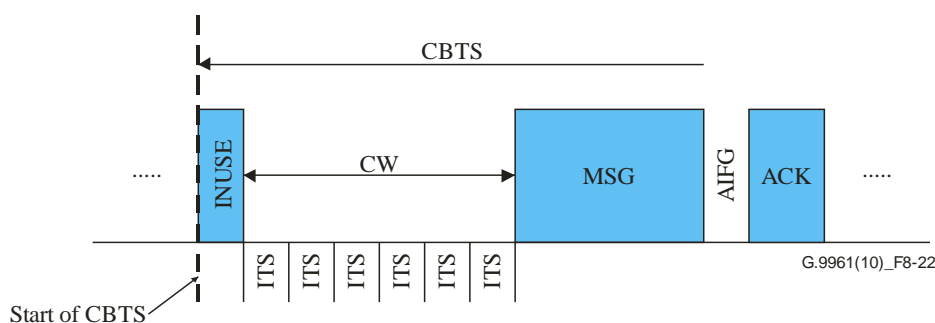 CBTS
.....
INUSE
CW
MSG
AIFG
ACK
.....
ITS
ITS
ITS
ITS
ITS
ITS
G.9961(10)_F8-22
Start of CBTS